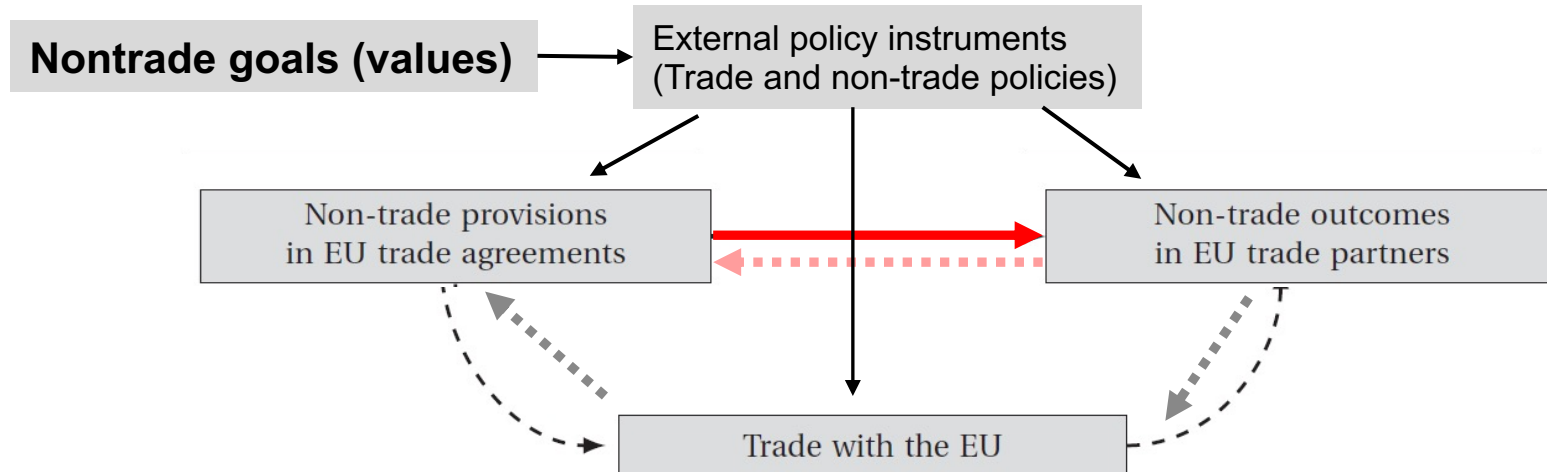 Nontrade goals (values)
External policy instruments
(Trade and non-trade policies)
Non-trade provisions
in EU trade agreements
Non-trade outcomes
in EU trade partners
Trade with the EU